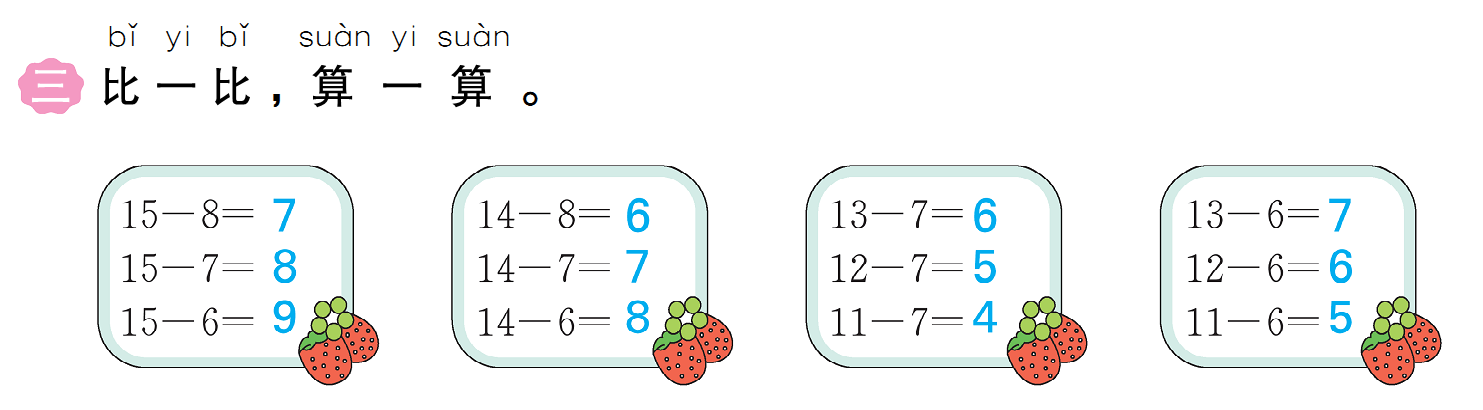 bǐ yi bǐ suàn yi suàn
三 比一比，算一算。
15－8＝7 14－8＝6 13－7＝6 13－6＝7
15－7＝8 14－7＝7 12－7＝5 12－6＝6
15－6＝9 14－6＝8 11－7＝4 11－6＝5